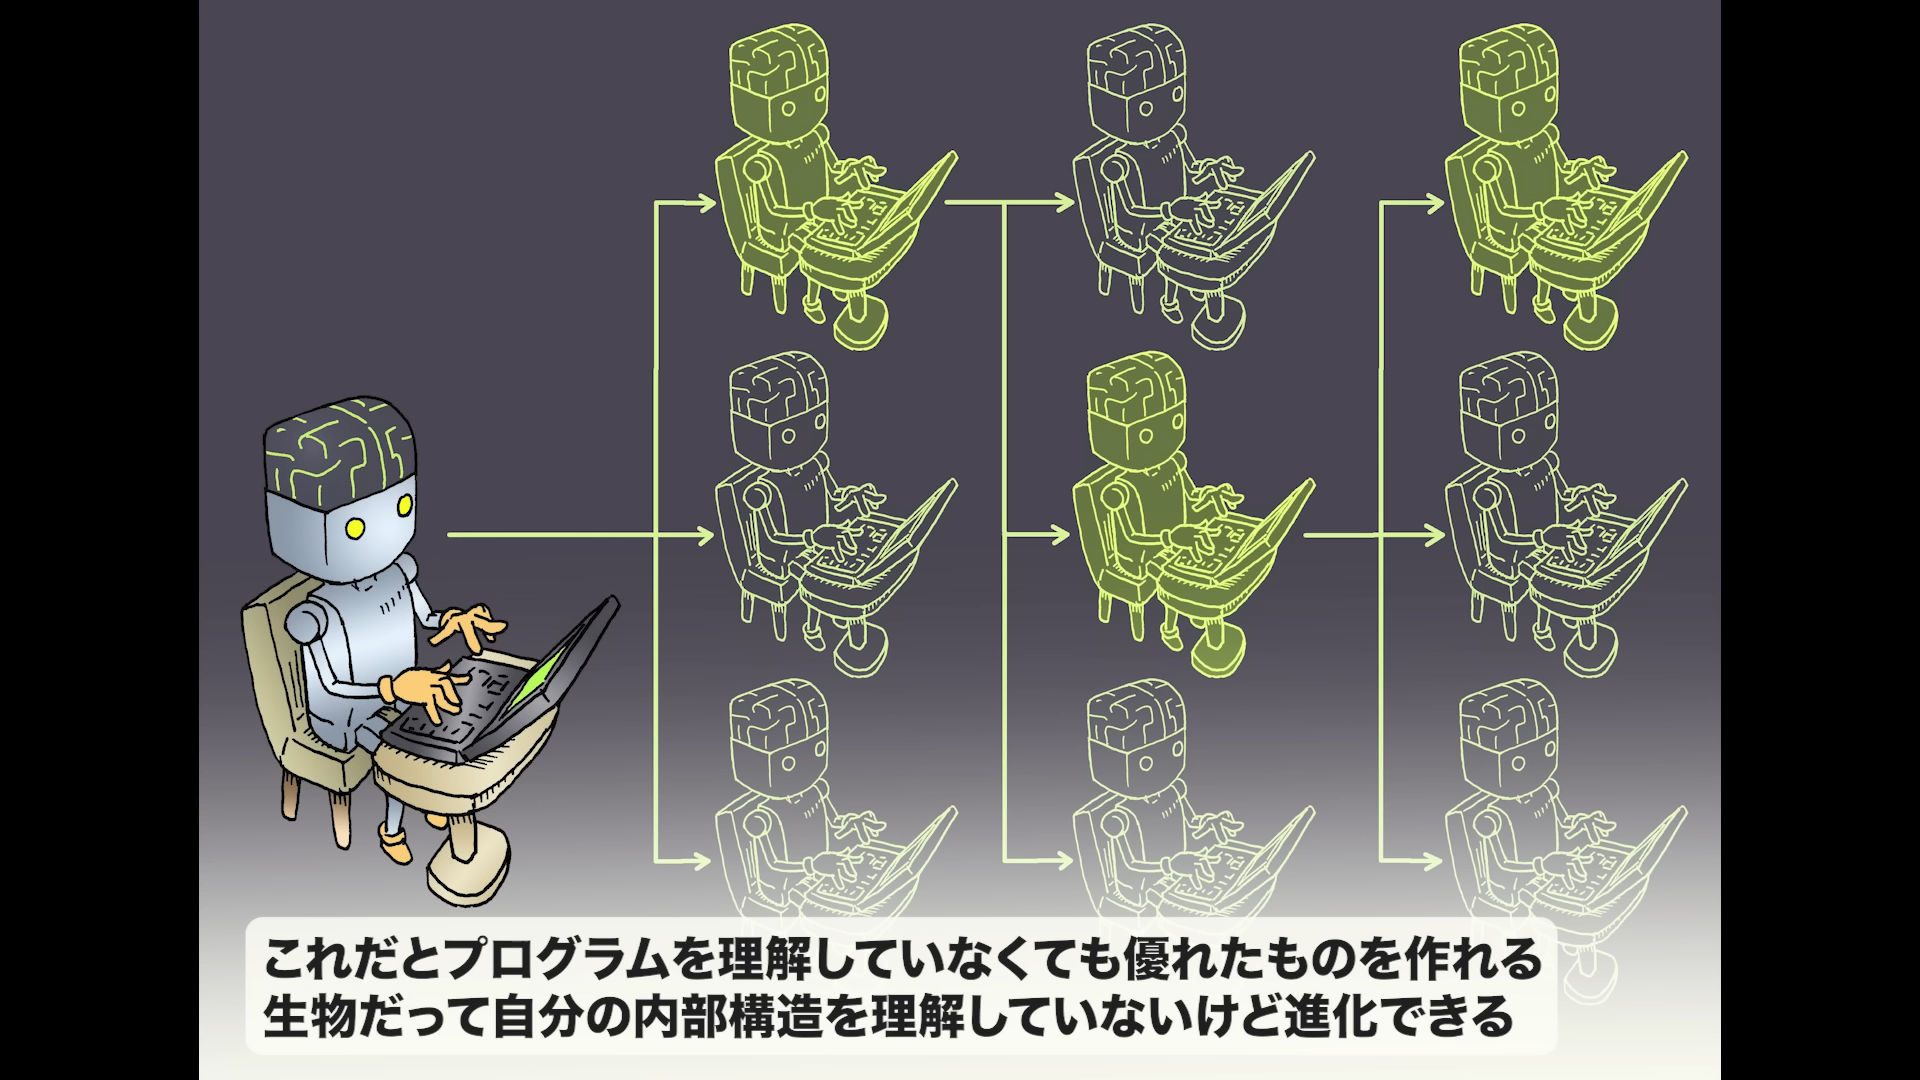 これだとプログラムを理解していなくても優れたものを作れる
生物だって自分の内部構造を理解していないけど進化できる